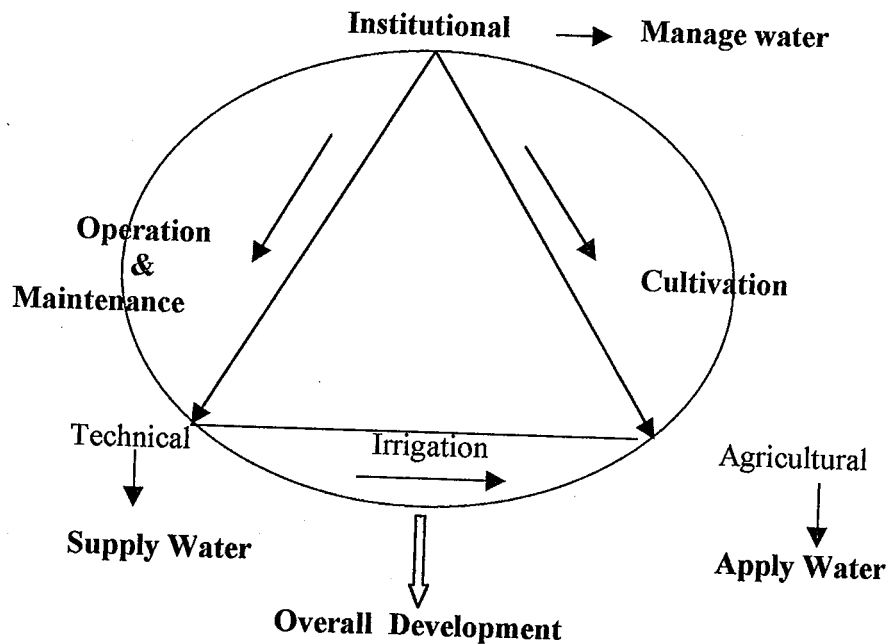 Institutional
Manage water
Operation
&
Maintenance
Cultivation
Technical
Irrigation
Agricultural
Supply Water
Apply Water
Overall Development